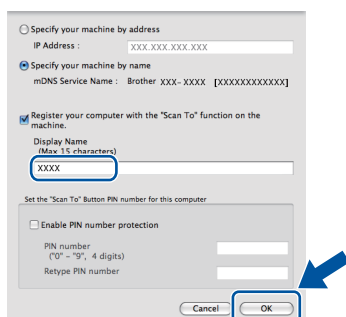 Specify your machine by address
IP Address : XXX.XXX.XXX.XXX
Specify your machine by name
mDNS Service Name : Brother XXX-XXXX [XXXXXXXXXXXX]
Register your computer with the "Scan To" function on the
machine.
Display Name
(Max 15 characters)
XXXX
Set the "Scan To" Button PIN number for this computer
Enable PIN number protection
PIN number
("0" - "9", 4 digits)
Retype PIN number
Cancel OK